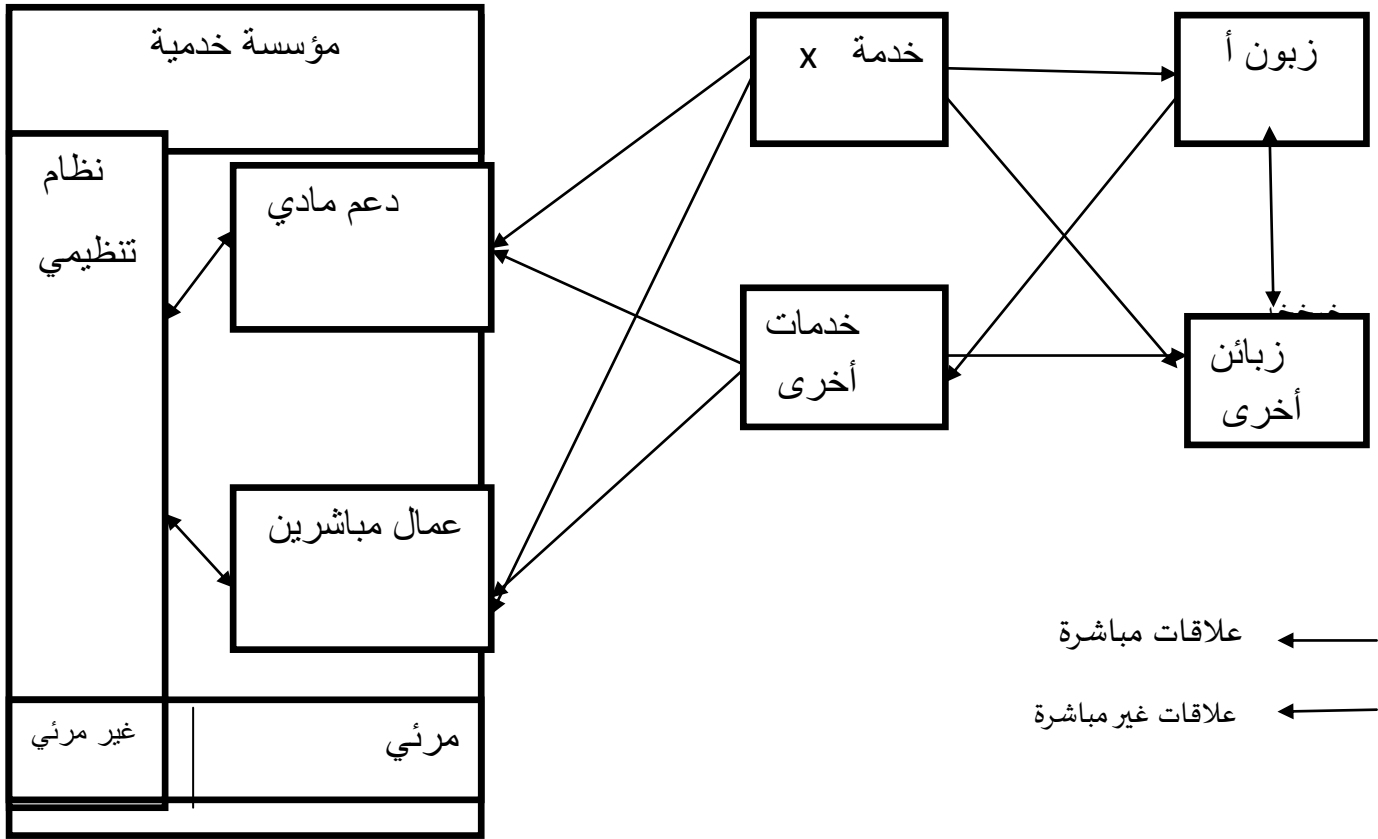 مؤسسة خدمية
خدمة x
زبون أ
نظام
تنظيمي
دعم مادي
خدمات
أخرى
زبائن
أخرى
عمال مباشرين
علاقات مباشرة
علاقات غير مباشرة
مرئي
غير مرئي